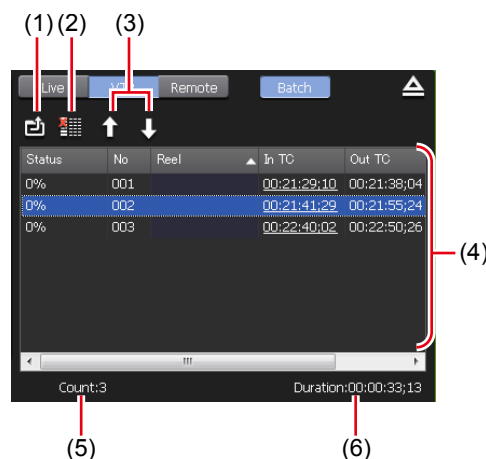 (1) (2) (3)
Live VTR Remote Batch
Status No Reel In TC Out TC
0% 001 00:21:29;10 00:21:38;04
0% 002 00:21:41;29 00:21:55;24
0% 003 00:22:40;02 00:22:50;26
(4)
Count:3 Duration:00:00:33;13
(5) (6)